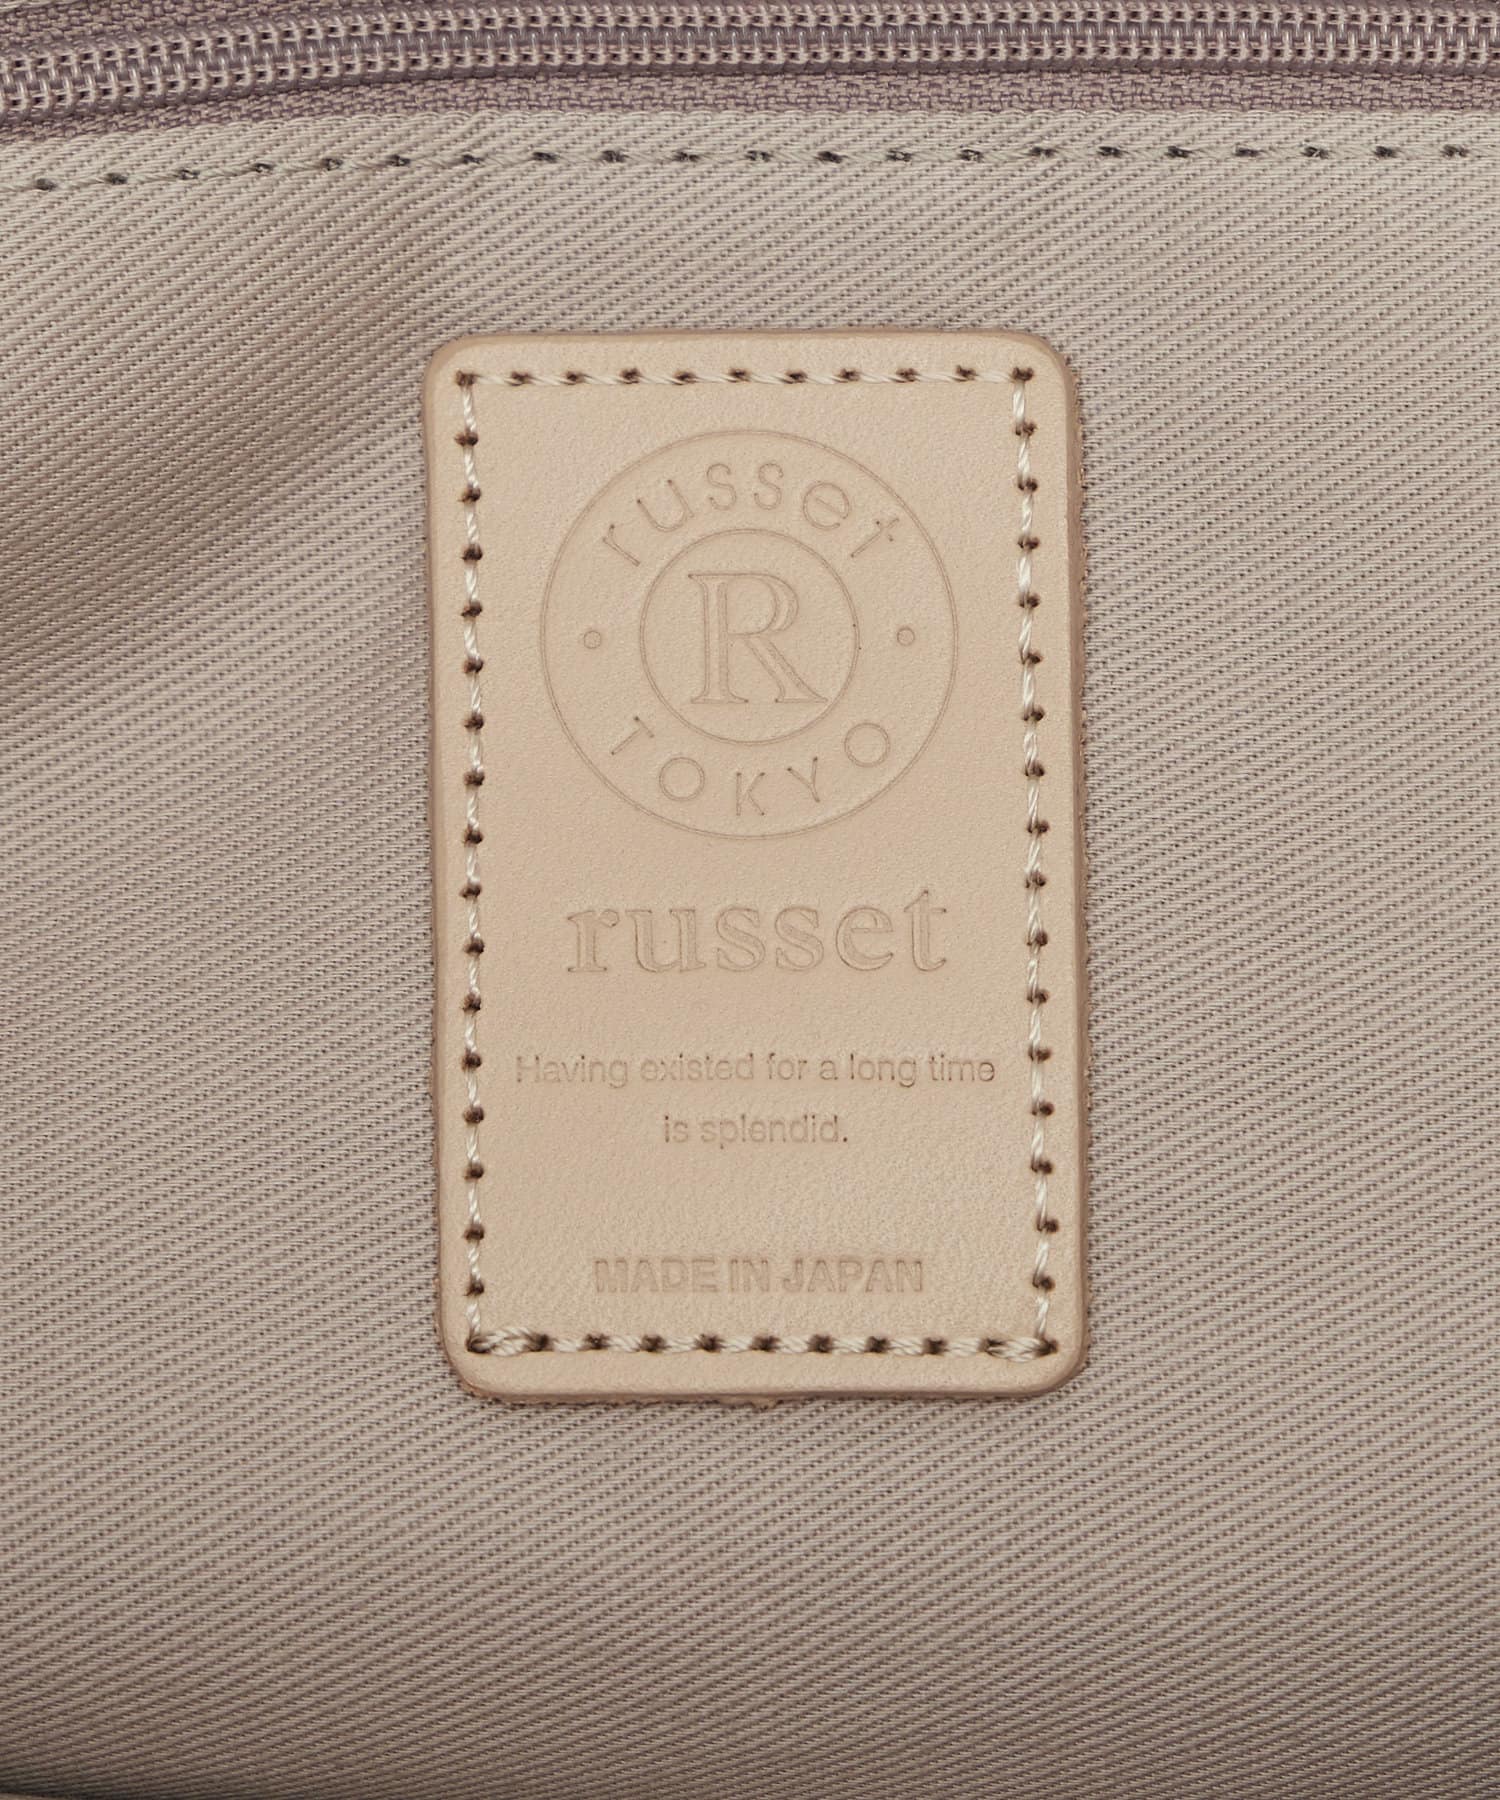 russet
R
TOKYO
russet
Having existed for a long time
is splendid.
MADE IN JAPAN